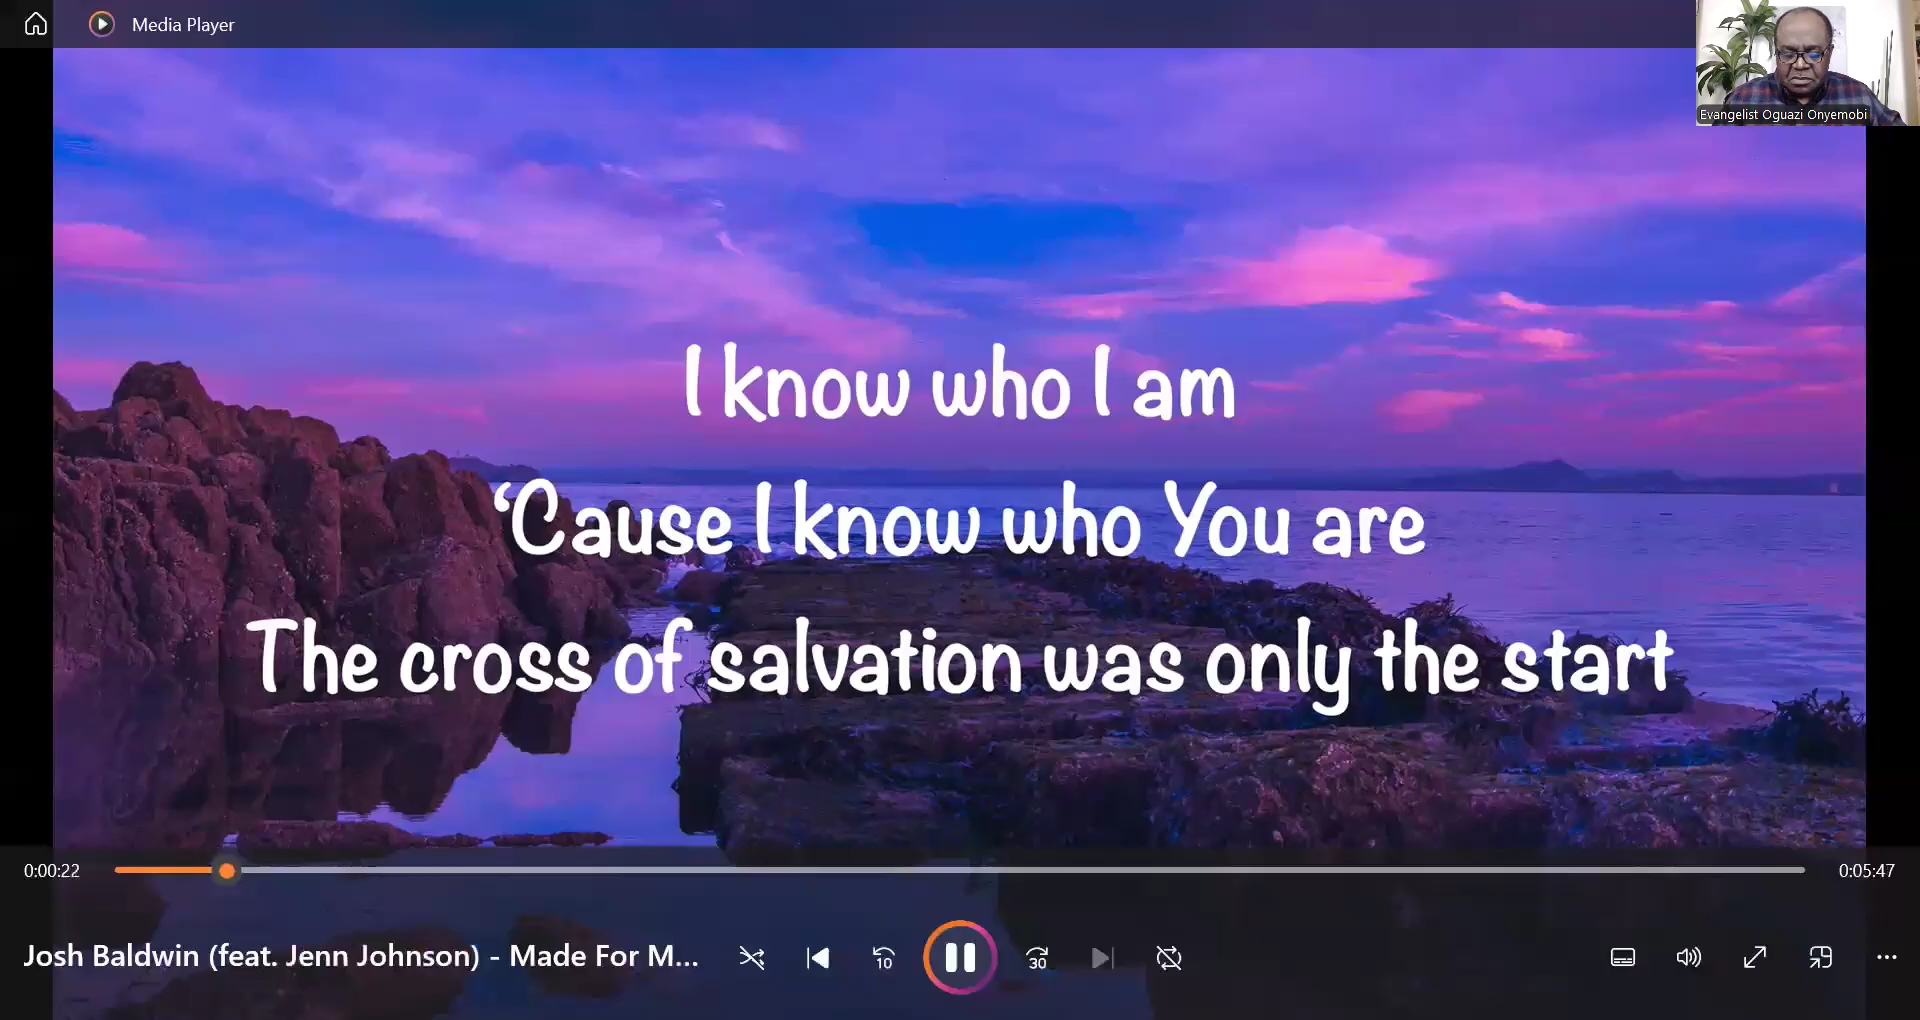 Media Player
Evangelist Oguazi Onyemobi
I know who I am
‘Cause I know who You are
The cross of salvation was only the start
0:00:22
0:05:47
Josh Baldwin (feat. Jenn Johnson) - Made For M...
10
30